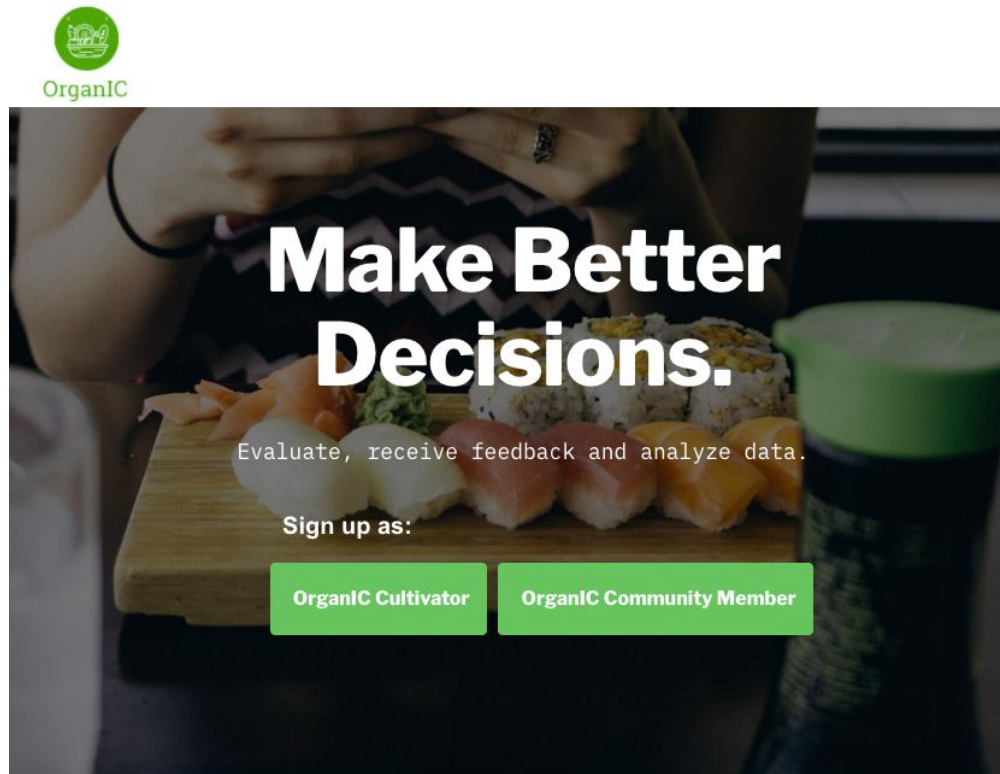 OrganIC
Make Better
Decisions.
Evaluate, receive feedback and analyze data.
Sign up as:
OrganIC Cultivator
OrganIC Community Member